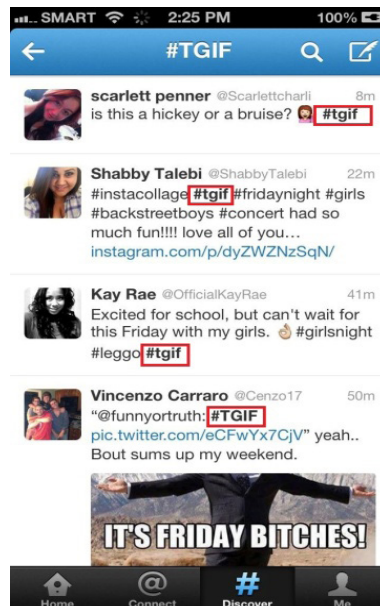 SMART 2:25 PM 100%
#TGIF
scarlett penner @Scarlettcharli 8m
is this a hickey or a bruise? #tgif
Shabby Talebi @ShabbyTalebi 22m
#instacollage #tgif #fridaynight #girls
#backstreetboys #concert had so
much fun!!!! love all of you...
instagram.com/p/dyZWZNzSqN/
Kay Rae @OfficialKayRae 41m
Excited for school, but can't wait for
this Friday with my girls. 👌 #girlsnight
#leggo #tgif
Vincenzo Carraro @Cenzo17 50m
“@funnyortruth: #TGIF
pic.twitter.com/eCFwYx7CjV” yeah..
Bout sums up my weekend.
IT'S FRIDAY BITCHES!
Home Connect Discover Me